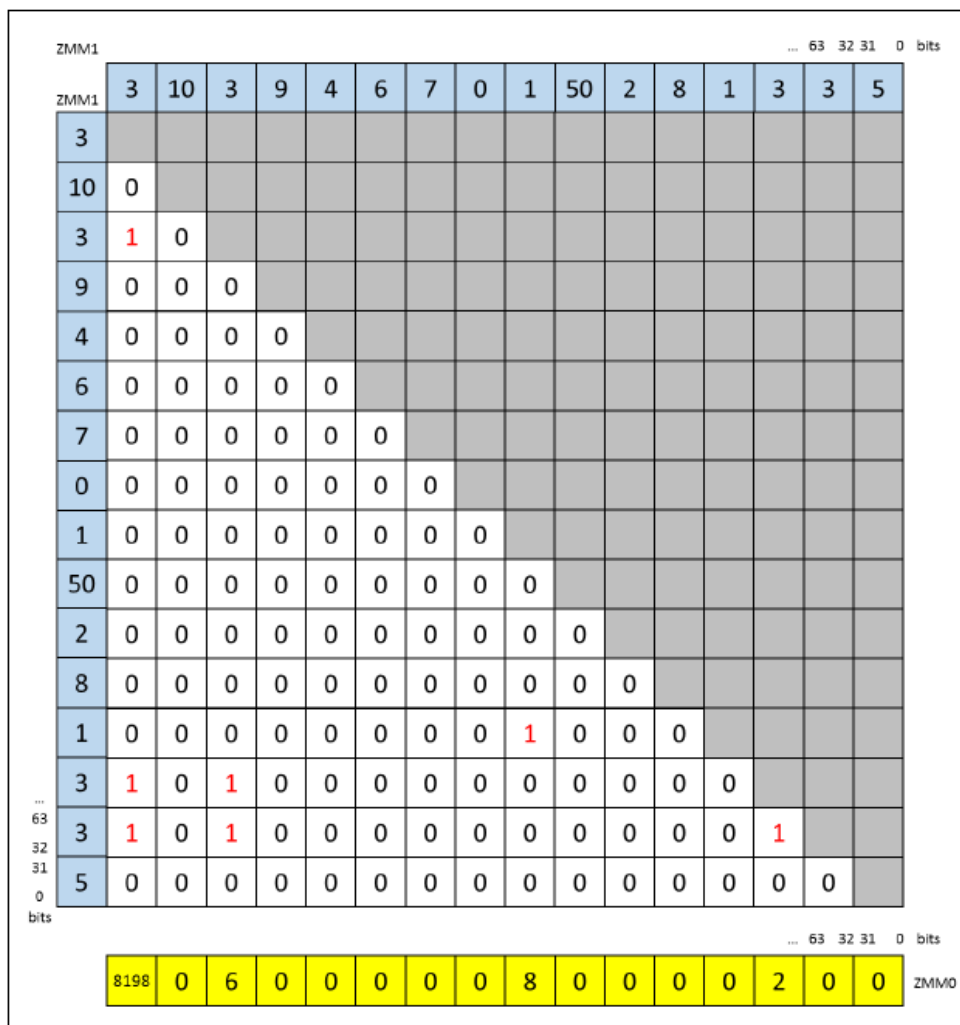 ZMM1 ... 63 32 31 0 bits
ZMM1 3 10 3 9 4 6 7 0 1 50 2 8 1 3 3 5
3
10 0
3 1 0
9 0 0 0
4 0 0 0 0
6 0 0 0 0 0
7 0 0 0 0 0 0
0 0 0 0 0 0 0 0
1 0 0 0 0 0 0 0 0
50 0 0 0 0 0 0 0 0 0
2 0 0 0 0 0 0 0 0 0 0
8 0 0 0 0 0 0 0 0 0 0 0
1 0 0 0 0 0 0 0 0 1 0 0 0
3 1 0 1 0 0 0 0 0 0 0 0 0 0
...
63 3 1 0 1 0 0 0 0 0 0 0 0 0 0 1
32
31 5 0 0 0 0 0 0 0 0 0 0 0 0 0 0 0
0
bits
... 63 32 31 0 bits
8198 0 6 0 0 0 0 0 8 0 0 0 0 2 0 0 ZMM0